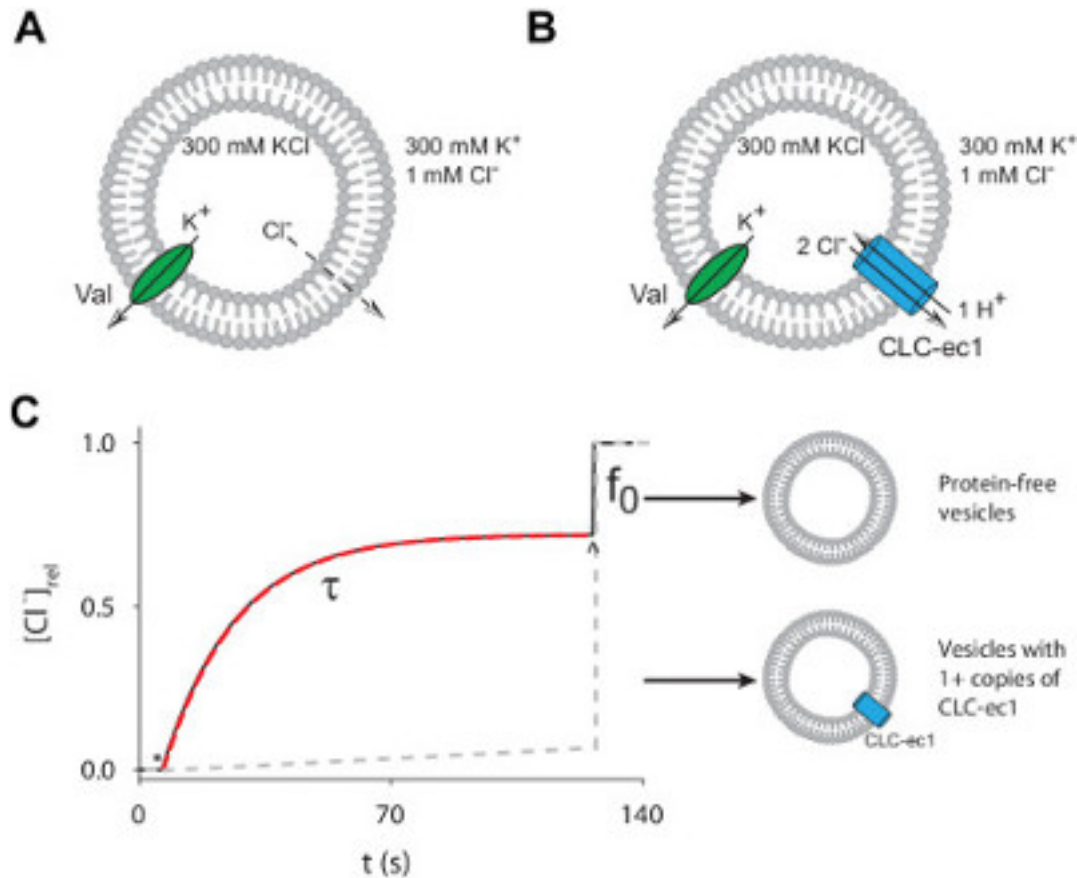 A
300 mM KCl
300 mM K⁺
1 mM Cl⁻
K⁺
Cl⁻
Val
B
300 mM KCl
300 mM K⁺
1 mM Cl⁻
K⁺
2 Cl⁻
Val
1 H⁺
CLC-ec1
C
1.0
0.5
0.0
[Cl⁻]rel
*
τ
f₀
0
70
140
t (s)
Protein-free
vesicles
Vesicles with
1+ copies of
CLC-ec1
CLC-ec1